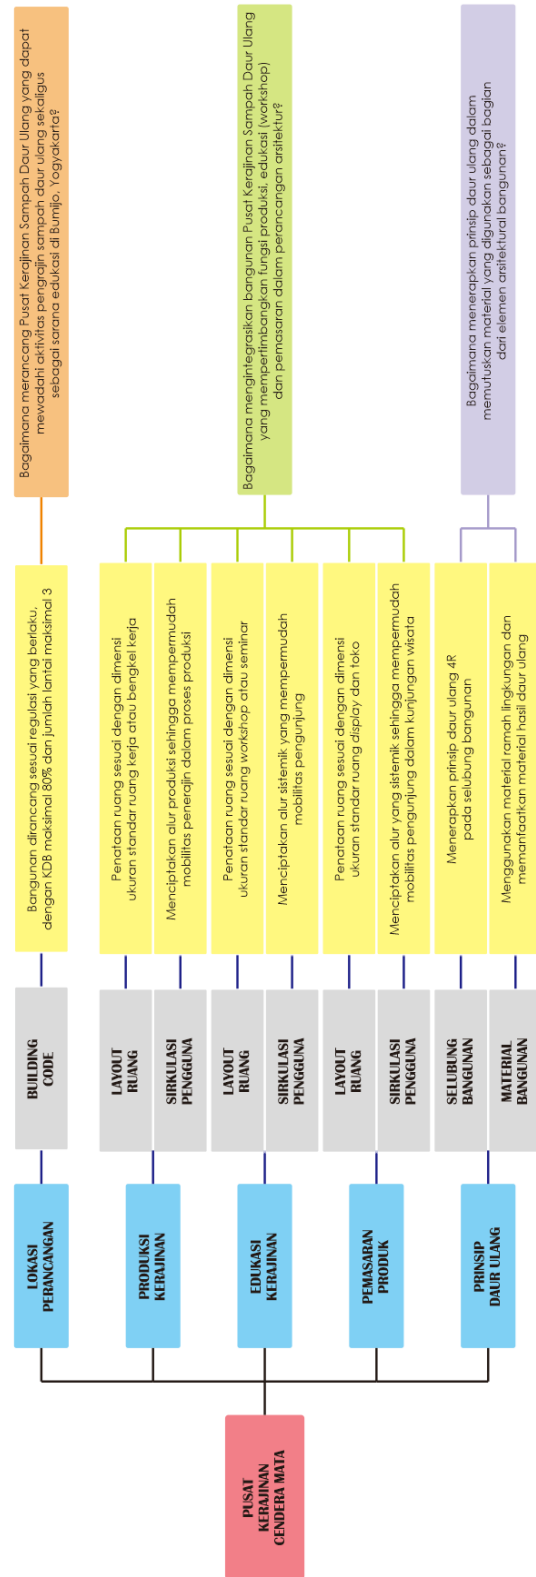 PUSAT
KERAJINAN
CENDERA MATA
LOKASI
PERANCANGAN
BUILDING
CODE
Bangunan dirancang sesuai regulasi yang berlaku,
dengan KDB maksimal 80% dan jumlah lantai maksimal 3
Bagaimana merancang Pusat Kerajinan Sampah Daur Ulang yang dapat
mewadahi aktivitas pengrajin sampah daur ulang sekaligus
sebagai sarana edukasi di Bumijo, Yogyakarta?
PRODUKSI
KERAJINAN
LAYOUT
RUANG
Penataan ruang sesuai dengan dimensi
ukuran standar ruang kerja atau bengkel kerja
SIRKULASI
PENGGUNA
Menciptakan alur produksi sehingga mempermudah
mobilitas penerajin dalam proses produksi
EDUKASI
KERAJINAN
LAYOUT
RUANG
Penataan ruang sesuai dengan dimensi
ukuran standar ruang workshop atau seminar
SIRKULASI
PENGGUNA
Menciptakan alur sistemik yang mempermudah
mobilitas pengunjung
PEMASARAN
PRODUK
LAYOUT
RUANG
Penataan ruang sesuai dengan dimensi
ukuran standar ruang display dan toko
SIRKULASI
PENGGUNA
Menciptakan alur yang sistemik sehingga mempermudah
mobilitas pengunjung dalam kunjungan wisata
Bagaimana mengintegrasikan bangunan Pusat Kerajinan Sampah Daur Ulang
yang mempertimbangkan fungsi produksi, edukasi (workshop)
dan pemasaran dalam perancangan arsitektur?
PRINSIP
DAUR ULANG
SELUBUNG
BANGUNAN
Menerapkan prinsip daur ulang 4R
pada selubung bangunan
MATERIAL
BANGUNAN
Menggunakan material ramah lingkungan dan
memanfaatkan material hasil daur ulang
Bagaimana menerapkan prinsip daur ulang dalam
memutuskan material yang digunakan sebagai bagian
dari elemen arsitektural bangunan?